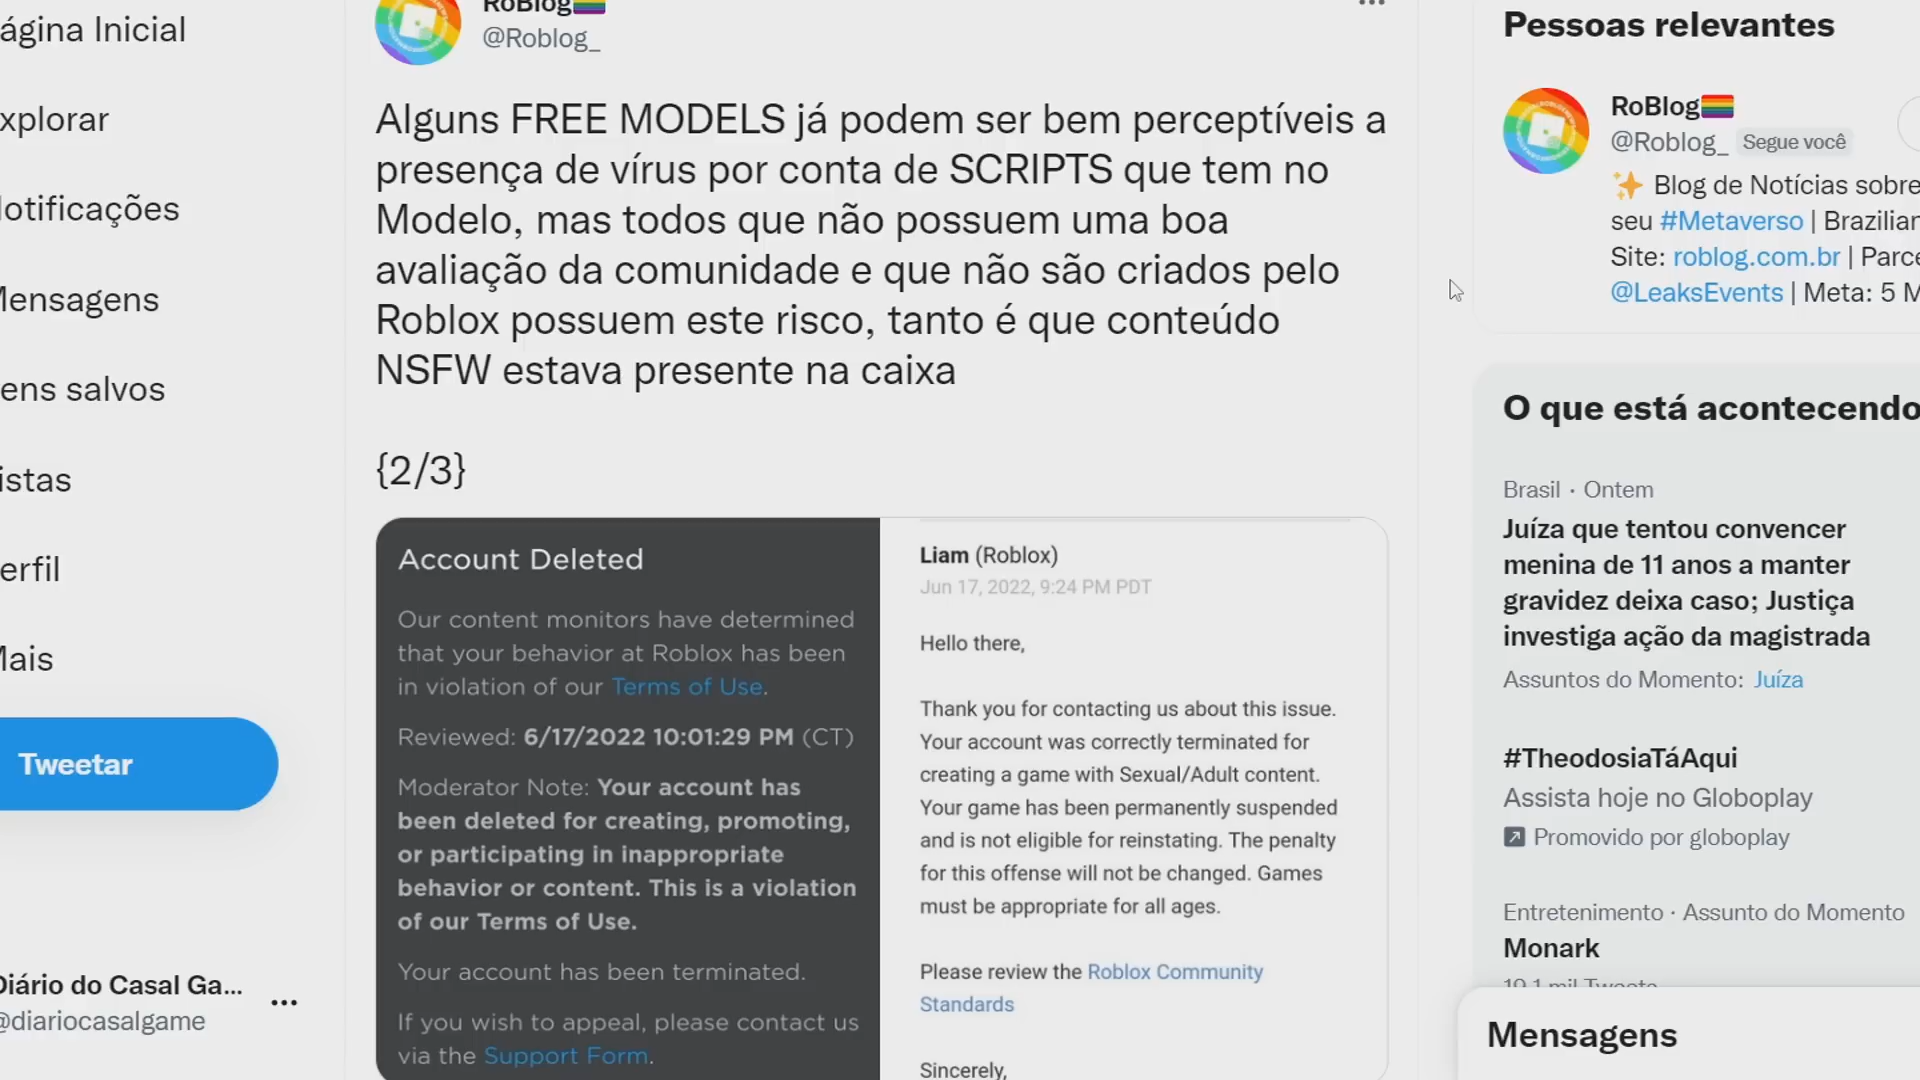 ágina Inicial
xplorar
otificações
Mensagens
ens salvos
istas
erfil
Mais
Tweetar
Diário do Casal Ga...
@diariocasalgame
RoBlog
@Roblog_
Alguns FREE MODELS já podem ser bem perceptíveis a
presença de vírus por conta de SCRIPTS que tem no
Modelo, mas todos que não possuem uma boa
avaliação da comunidade e que não são criados pelo
Roblox possuem este risco, tanto é que conteúdo
NSFW estava presente na caixa
{2/3}
Account Deleted
Our content monitors have determined
that your behavior at Roblox has been
in violation of our Terms of Use.
Reviewed: 6/17/2022 10:01:29 PM (CT)
Moderator Note: Your account has
been deleted for creating, promoting,
or participating in inappropriate
behavior or content. This is a violation
of our Terms of Use.
Your account has been terminated.
If you wish to appeal, please contact us
via the Support Form.
Liam (Roblox)
Jun 17, 2022, 9:24 PM PDT
Hello there,
Thank you for contacting us about this issue.
Your account was correctly terminated for
creating a game with Sexual/Adult content.
Your game has been permanently suspended
and is not eligible for reinstating. The penalty
for this offense will not be changed. Games
must be appropriate for all ages.
Please review the Roblox Community
Standards
Sincerely,
Pessoas relevantes
RoBlog
@Roblog_ Segue você
Blog de Notícias sobre
seu #Metaverso | Brazilian
Site: roblog.com.br | Parce
@LeaksEvents | Meta: 5 M
O que está acontecendo
Brasil · Ontem
Juíza que tentou convencer
menina de 11 anos a manter
gravidez deixa caso; Justiça
investiga ação da magistrada
Assuntos do Momento: Juíza
#TheodosiaTáAqui
Assista hoje no Globoplay
Promovido por globoplay
Entretenimento · Assunto do Momento
Monark
19,1 mil Tweets
Mensagens